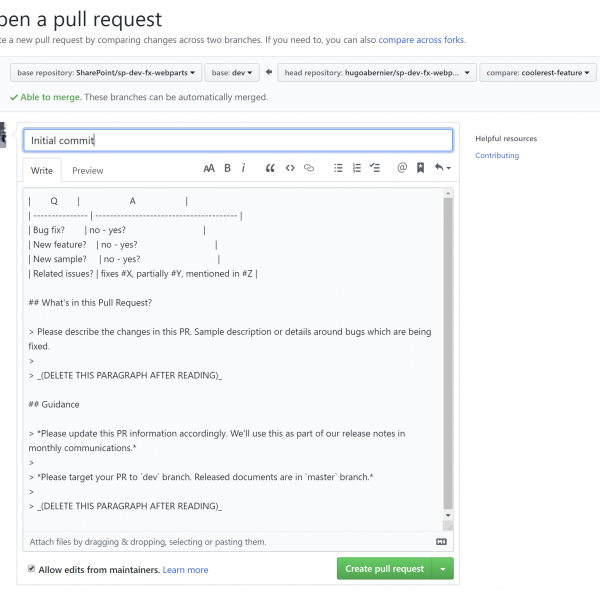 pen a pull request
te a new pull request by comparing changes across two branches. If you need to, you can also compare across forks.
base repository: SharePoint/sp-dev-fx-webparts base: dev head repository: hugoabernier/sp-dev-fx-webp... compare: coolerest-feature
Able to merge. These branches can be automatically merged.
Initial commit
Helpful resources
Contributing
Write Preview AA B i
| Q | A |
| --------------- | --------------------------------------- |
| Bug fix? | no - yes? |
| New feature? | no - yes? |
| New sample? | no - yes? |
| Related issues? | fixes #X, partially #Y, mentioned in #Z |
## What's in this Pull Request?
> Please describe the changes in this PR. Sample description or details around bugs which are being
fixed.
>
> _(DELETE THIS PARAGRAPH AFTER READING)_
## Guidance
> *Please update this PR information accordingly. We'll use this as part of our release notes in
monthly communications.*
>
> *Please target your PR to `dev` branch. Released documents are in `master` branch.*
>
> _(DELETE THIS PARAGRAPH AFTER READING)_
Attach files by dragging & dropping, selecting or pasting them.
Allow edits from maintainers. Learn more
Create pull request